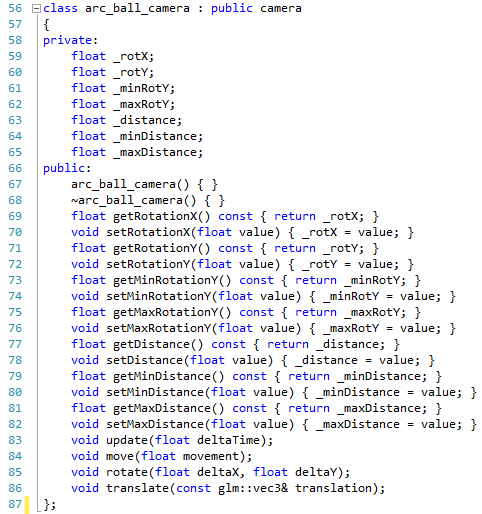 56 class arc_ball_camera : public camera
57 {
58 private:
59 float _rotX;
60 float _rotY;
61 float _minRotY;
62 float _maxRotY;
63 float _distance;
64 float _minDistance;
65 float _maxDistance;
66 public:
67 arc_ball_camera() { }
68 ~arc_ball_camera() { }
69 float getRotationX() const { return _rotX; }
70 void setRotationX(float value) { _rotX = value; }
71 float getRotationY() const { return _rotY; }
72 void setRotationY(float value) { _rotY = value; }
73 float getMinRotationY() const { return _minRotY; }
74 void setMinRotationY(float value) { _minRotY = value; }
75 float getMaxRotationY() const { return _maxRotY; }
76 void setMaxRotationY(float value) { _maxRotY = value; }
77 float getDistance() const { return _distance; }
78 void setDistance(float value) { _distance = value; }
79 float getMinDistance() const { return _minDistance; }
80 void setMinDistance(float value) { _minDistance = value; }
81 float getMaxDistance() const { return _maxDistance; }
82 void setMaxDistance(float value) { _maxDistance = value; }
83 void update(float deltaTime);
84 void move(float movement);
85 void rotate(float deltaX, float deltaY);
86 void translate(const glm::vec3& translation);
87 };